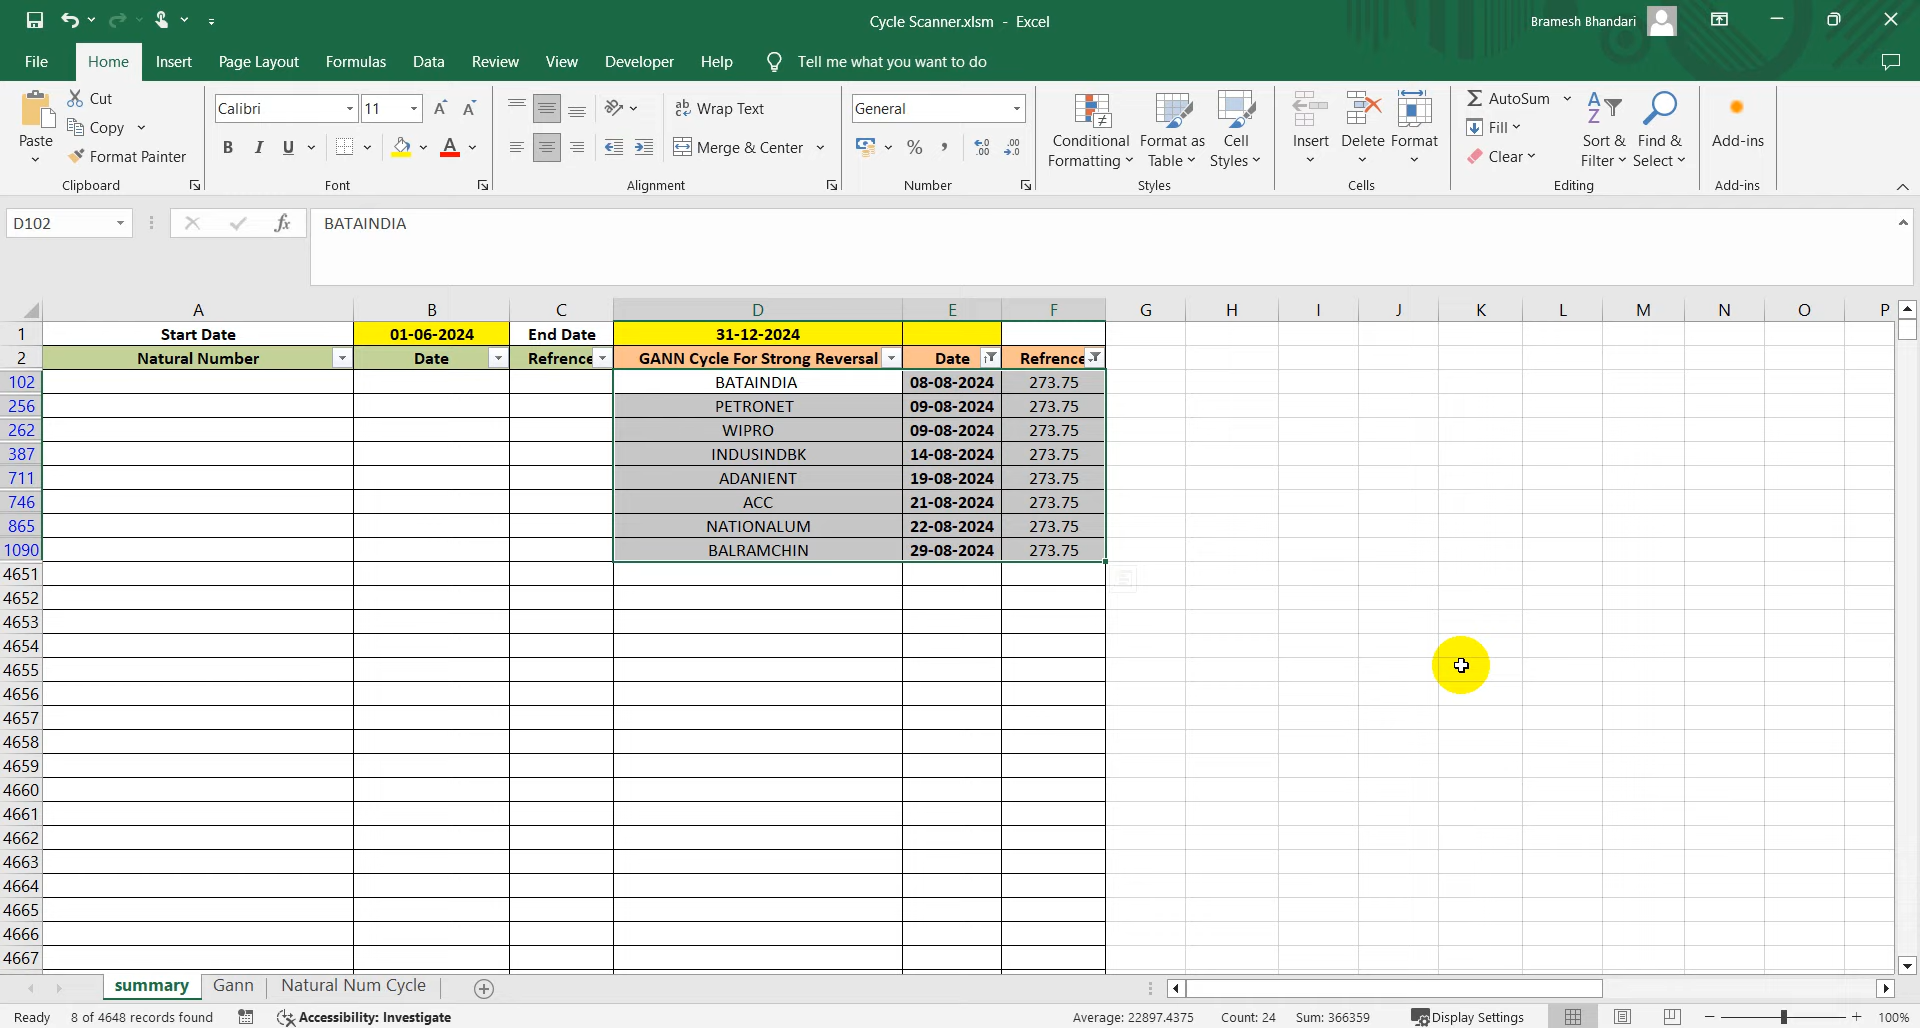 Cycle Scanner.xlsm - Excel
Bramesh Bhandari
File Home Insert Page Layout Formulas Data Review View Developer Help Tell me what you want to do
Paste
Cut
Copy
Format Painter
Clipboard
Calibri 11
B I U
Font
Wrap Text
Merge & Center
Alignment
General
Number
Conditional Formatting
Format as Table
Cell Styles
Styles
Insert Delete Format
Cells
AutoSum
Fill
Clear
Sort & Filter
Find & Select
Editing
Add-ins
Add-ins
D102 fx BATAINDIA
A B C D E F G H I J K L M N O P
1 Start Date 01-06-2024 End Date 31-12-2024
2 Natural Number Date Refrence GANN Cycle For Strong Reversal Date Refrence
102 BATAINDIA 08-08-2024 273.75
256 PETRONET 09-08-2024 273.75
262 WIPRO 09-08-2024 273.75
387 INDUSINDBK 14-08-2024 273.75
711 ADANIENT 19-08-2024 273.75
746 ACC 21-08-2024 273.75
865 NATIONALUM 22-08-2024 273.75
1090 BALRAMCHIN 29-08-2024 273.75
4651
4652
4653
4654
4655
4656
4657
4658
4659
4660
4661
4662
4663
4664
4665
4666
4667
summary Gann Natural Num Cycle
Ready 8 of 4648 records found Accessibility: Investigate Average: 22897.4375 Count: 24 Sum: 366359 Display Settings 100%